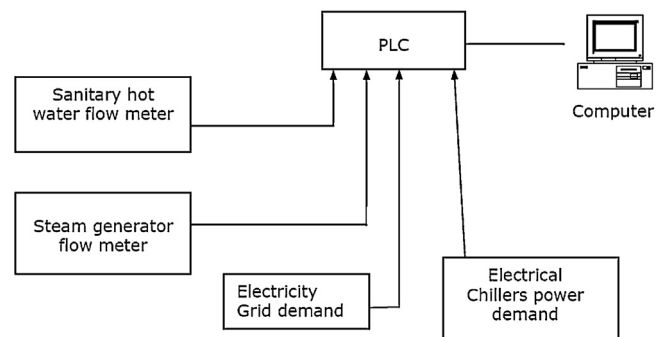 PLC
Computer
Sanitary hot
water flow meter
Steam generator
flow meter
Electricity
Grid demand
Electrical
Chillers power
demand